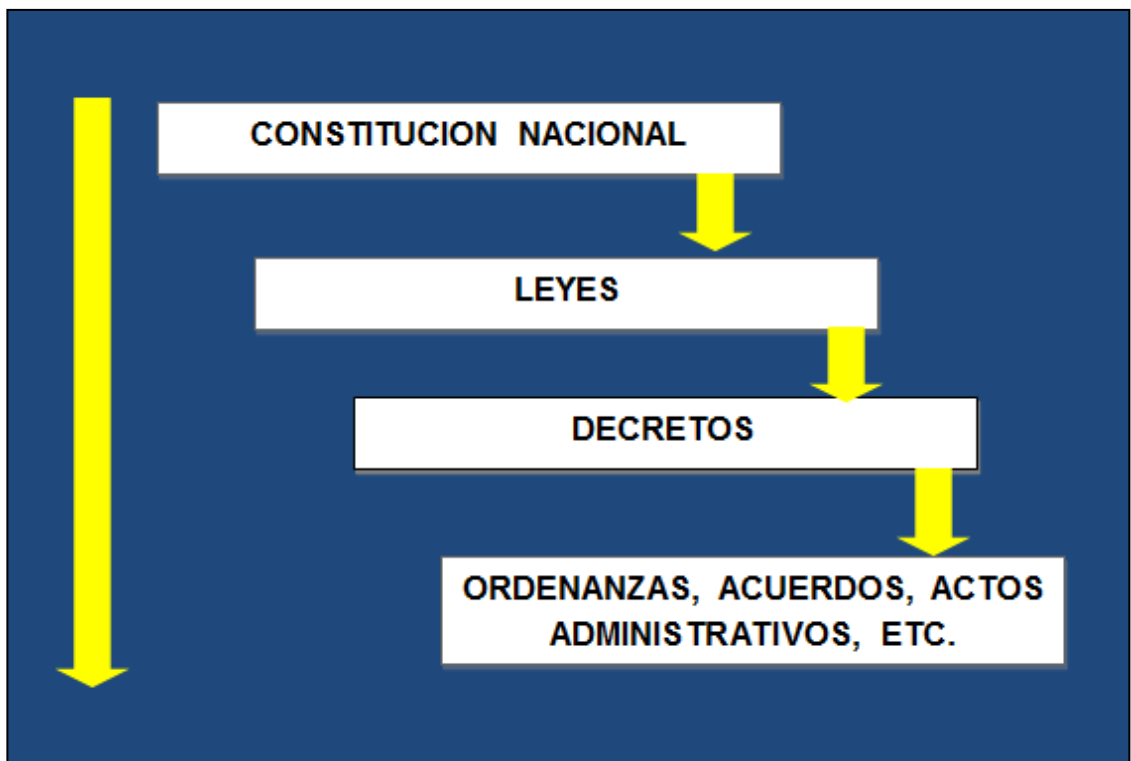 CONSTITUCION NACIONAL
LEYES
DECRETOS
ORDENANZAS, ACUERDOS, ACTOS
ADMINISTRATIVOS, ETC.